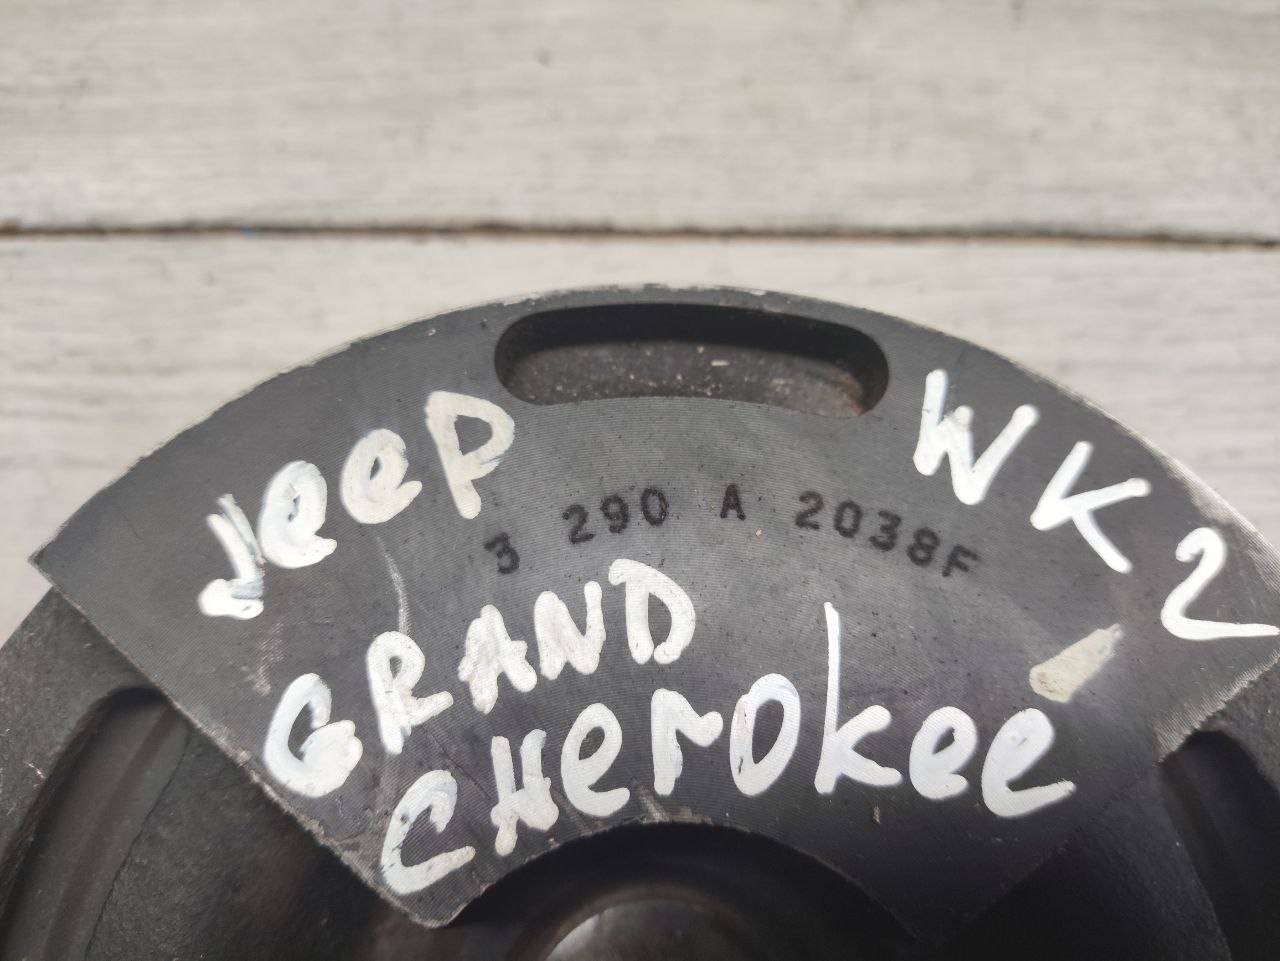 Jeep WK2
3 290 A 2038F
GRAND
CHeroKee